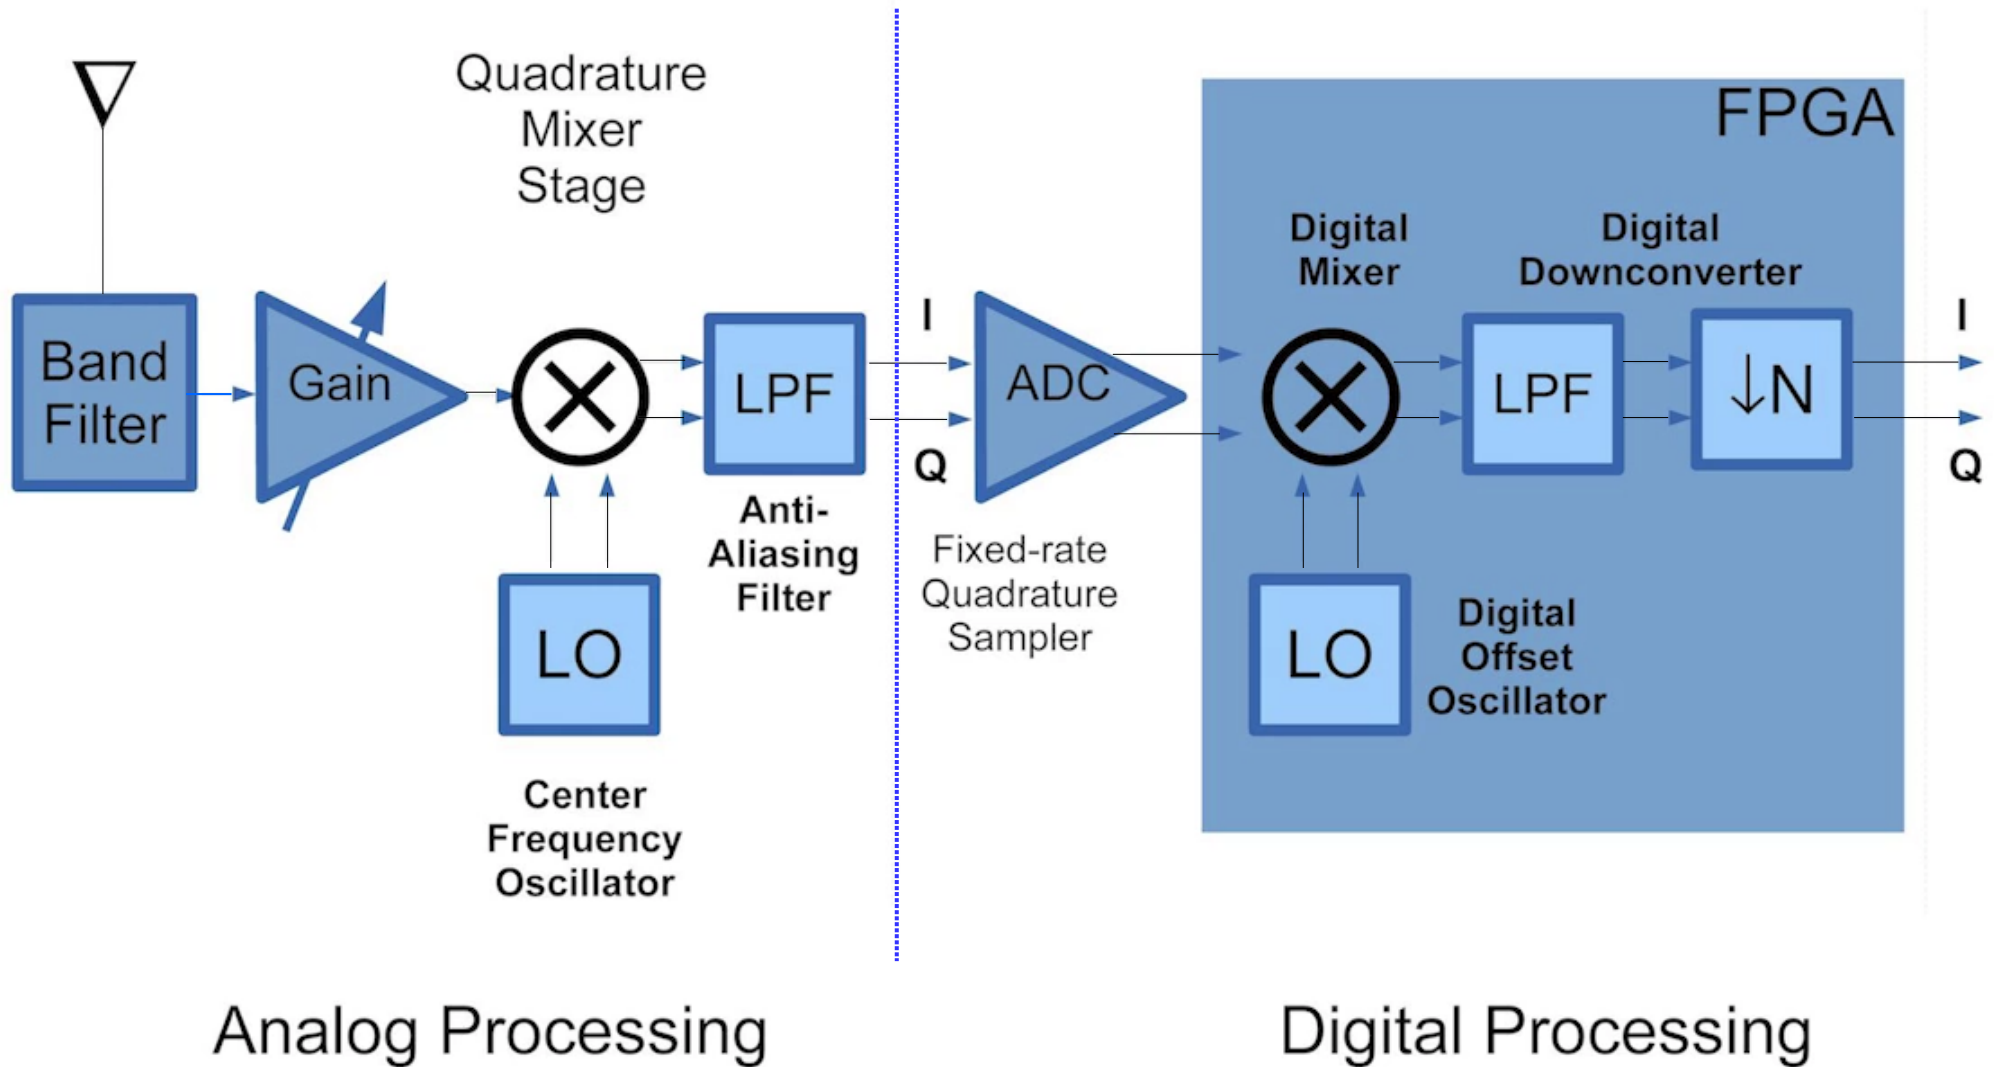 Quadrature
Mixer
Stage
FPGA
Digital
Mixer
Digital
Downconverter
Band
Filter
Gain
LPF
I
Q
ADC
LPF
↓N
I
Q
Anti-
Aliasing
Filter
Fixed-rate
Quadrature
Sampler
LO
LO
Digital
Offset
Oscillator
Center
Frequency
Oscillator
Analog Processing
Digital Processing